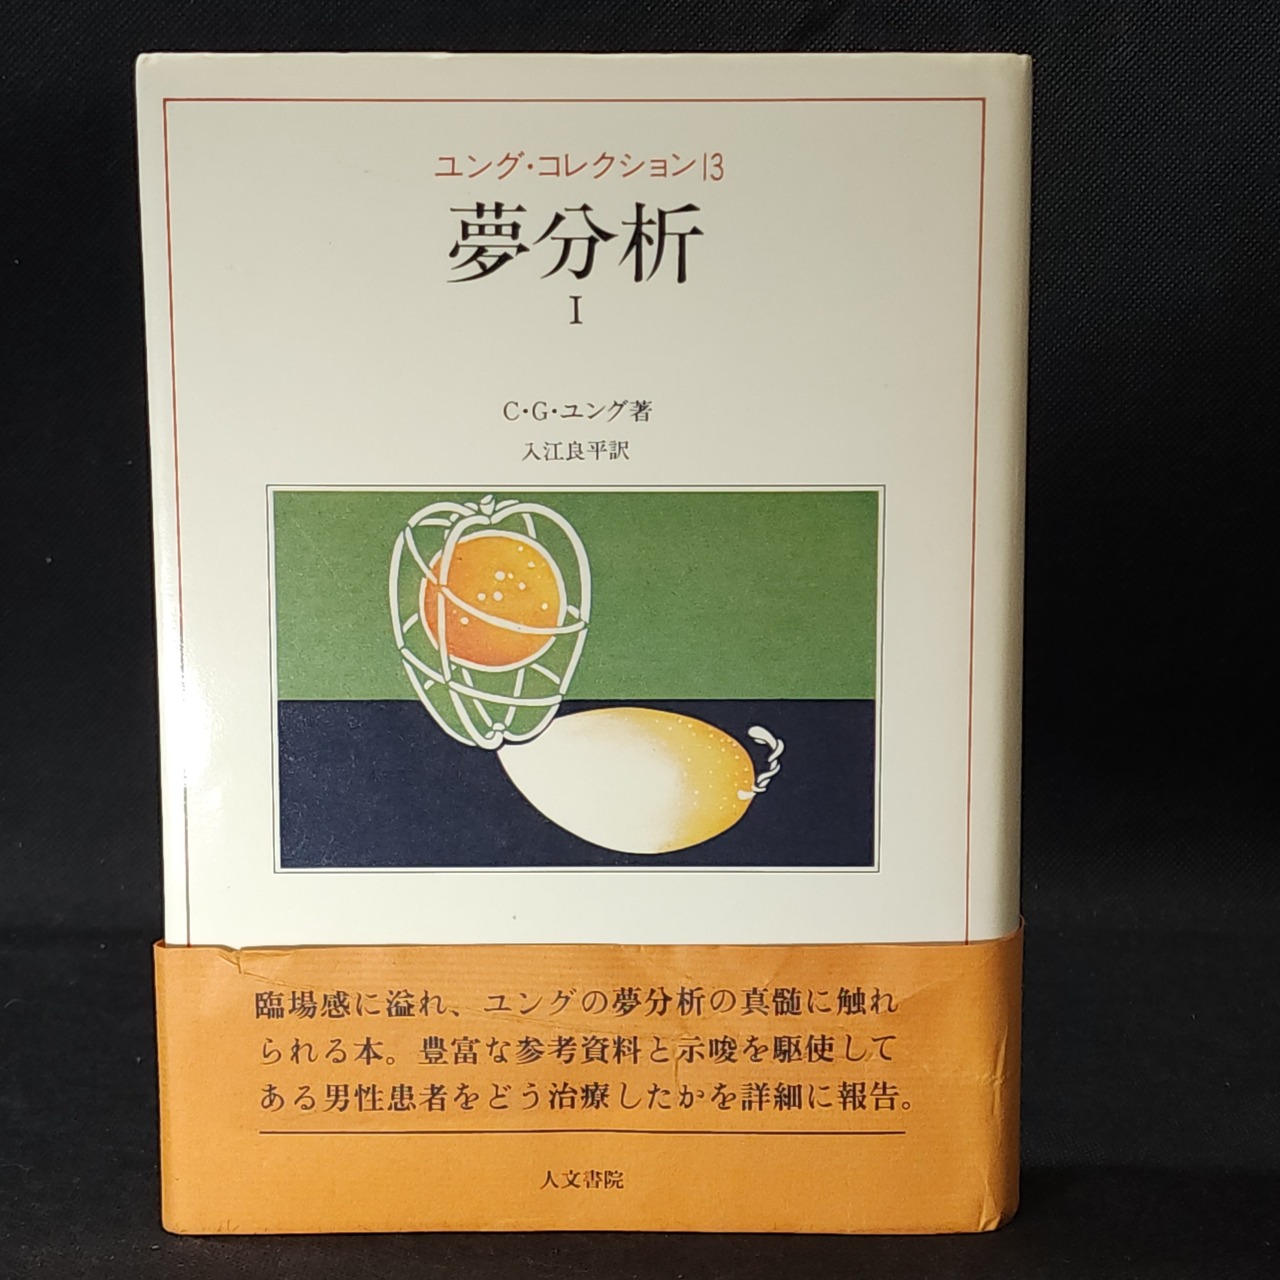 ユング・コレクション13
夢分析
I
C・G・ユング著
入江良平訳
臨場感に溢れ、ユングの夢分析の真髄に触れ
られる本。豊富な参考資料と示唆を駆使して
ある男性患者をどう治療したかを詳細に報告。
人文書院